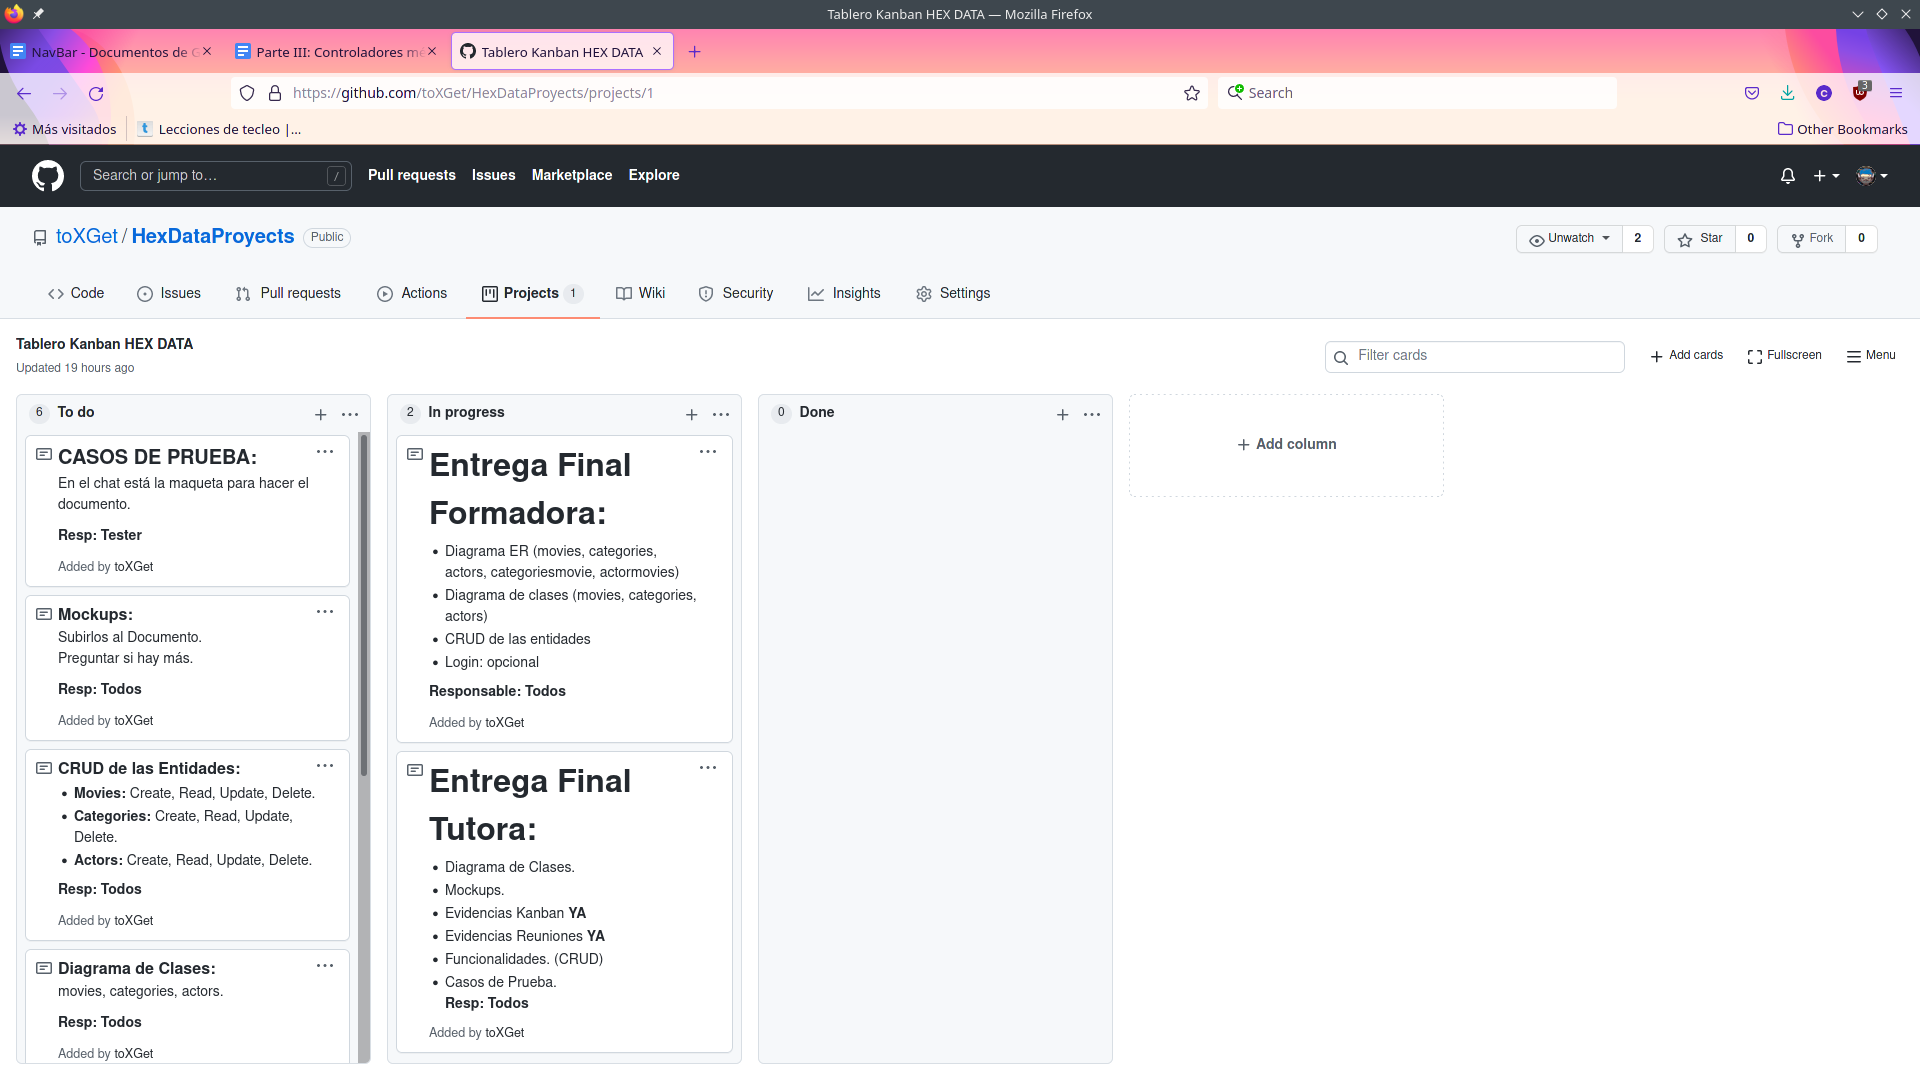 Tablero Kanban HEX DATA — Mozilla Firefox
NavBar - Documentos de G
Parte III: Controladores mé
Tablero Kanban HEX DATA
https://github.com/toXGet/HexDataProyects/projects/1
Search
3
Más visitados
Lecciones de tecleo |...
Other Bookmarks
Search or jump to...
/
Pull requests
Issues
Marketplace
Explore
toXGet / HexDataProyects
Public
Unwatch 2
Star 0
Fork 0
Code
Issues
Pull requests
Actions
Projects 1
Wiki
Security
Insights
Settings
Tablero Kanban HEX DATA
Updated 19 hours ago
Filter cards
Add cards
Fullscreen
Menu
6 To do
CASOS DE PRUEBA:
En el chat está la maqueta para hacer el
documento.
Resp: Tester
Added by toXGet
Mockups:
Subirlos al Documento.
Preguntar si hay más.
Resp: Todos
Added by toXGet
CRUD de las Entidades:
• Movies: Create, Read, Update, Delete.
• Categories: Create, Read, Update,
Delete.
• Actors: Create, Read, Update, Delete.
Resp: Todos
Added by toXGet
Diagrama de Clases:
movies, categories, actors.
Resp: Todos
Added by toXGet
2 In progress
Entrega Final
Formadora:
• Diagrama ER (movies, categories,
actors, categoriesmovie, actormovies)
• Diagrama de clases (movies, categories,
actors)
• CRUD de las entidades
• Login: opcional
Responsable: Todos
Added by toXGet
Entrega Final
Tutora:
• Diagrama de Clases.
• Mockups.
• Evidencias Kanban YA
• Evidencias Reuniones YA
• Funcionalidades. (CRUD)
• Casos de Prueba.
Resp: Todos
Added by toXGet
0 Done
Add column